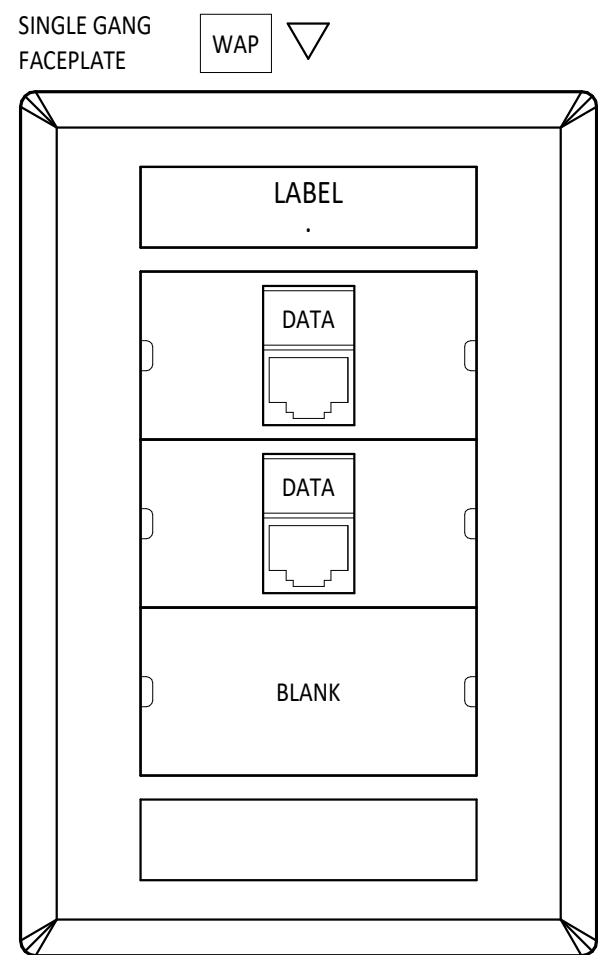 SINGLE GANG
FACEPLATE
WAP
LABEL
.
DATA
DATA
BLANK